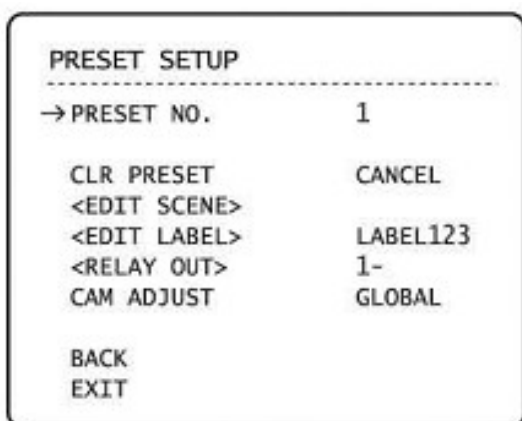 PRESET SETUP
→PRESET NO. 1
CLR PRESET CANCEL
<EDIT SCENE>
<EDIT LABEL> LABEL123
<RELAY OUT> 1-
CAM ADJUST GLOBAL
BACK
EXIT